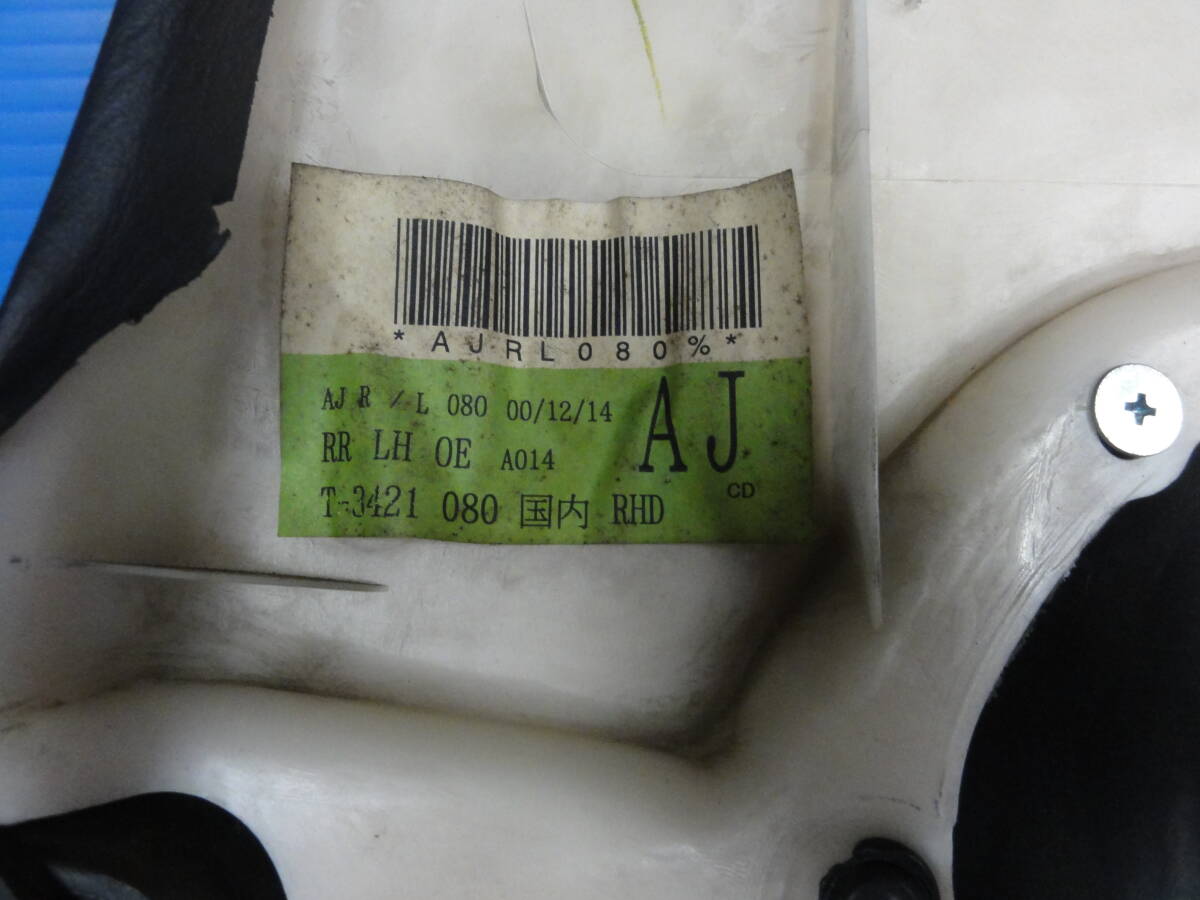 *AJRL080%*
AJ R / L 080 00/12/14
AJ
RR LH OE A014
CD
T-3421 080 国内 RHD